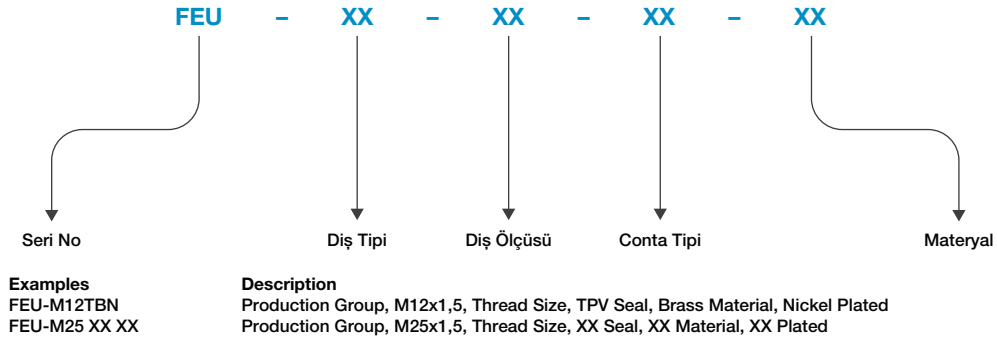 FEU – XX – XX – XX – XX
Seri No Diş Tipi Diş Ölçüsü Conta Tipi Materyal
Examples Description
FEU-M12TBN Production Group, M12x1,5, Thread Size, TPV Seal, Brass Material, Nickel Plated
FEU-M25 XX XX Production Group, M25x1,5, Thread Size, XX Seal, XX Material, XX Plated